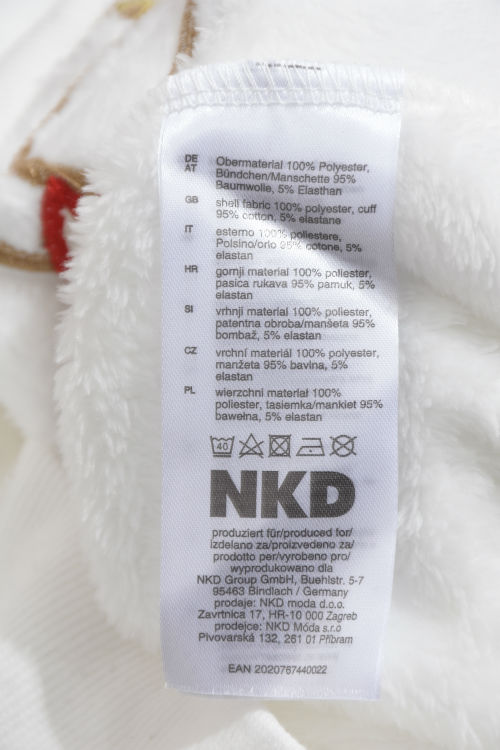 DE AT Obermaterial 100% Polyester,
Bündchen/Manschette 95%
Baumwolle, 5% Elasthan
GB shell fabric 100% polyester, cuff
95% cotton, 5% elastane
IT esterno 100% poliestere,
Polsino/orlo 95% cotone, 5%
elastan
HR gornji material 100% poliester,
pasica rukava 95% pamuk, 5%
elastan
SI vrhnji material 100% poliester,
patentna obroba/manšeta 95%
bombaž, 5% elastan
CZ vrchní materiál 100% polyester,
manžeta 95% bavlna, 5%
elastan
PL wierzchni materiał 100%
poliester, tasiemka/mankiet 95%
bawełna, 5% elastan
40
NKD
produziert für/produced for/
izdelano za/proizvedeno za/
prodotto per/vyrobeno pro/
wyprodukowano dla
NKD Group GmbH, Buehlstr. 5-7
95463 Bindlach / Germany
prodaje: NKD moda d.o.o.
Zavrtnica 17, HR-10 000 Zagreb
prodejce: NKD Móda s.r.o
Pivovarská 132, 261 01 Příbram
EAN 2020767440022